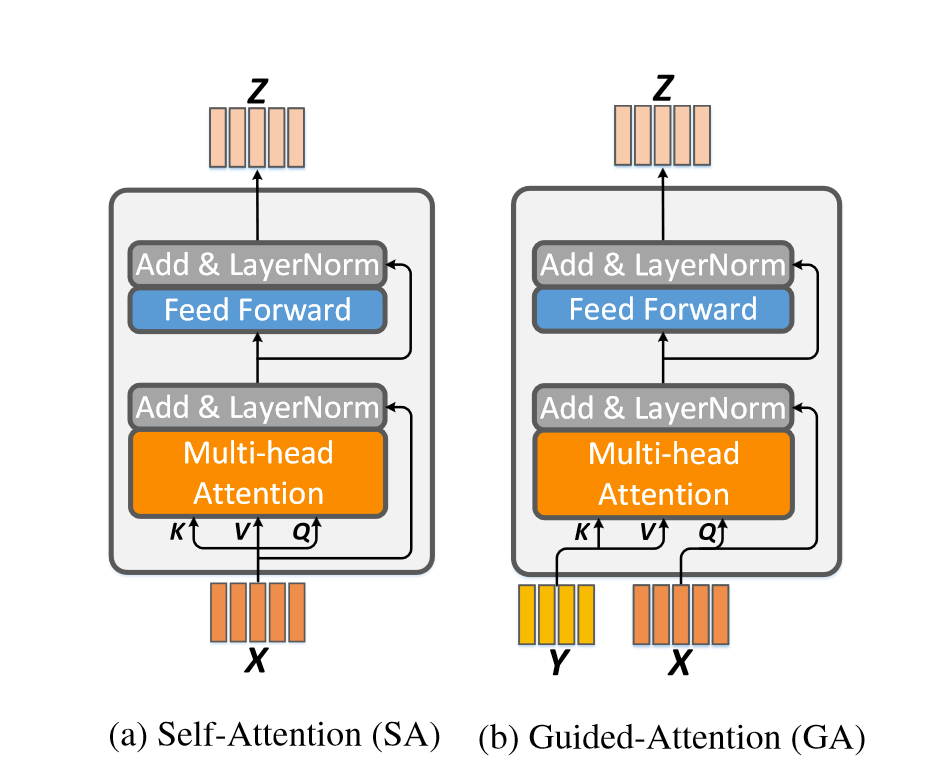 Z
Add & LayerNorm
Feed Forward
Add & LayerNorm
Multi-head
Attention
K V Q
X
(a) Self-Attention (SA)
Z
Add & LayerNorm
Feed Forward
Add & LayerNorm
Multi-head
Attention
K V Q
Y X
(b) Guided-Attention (GA)